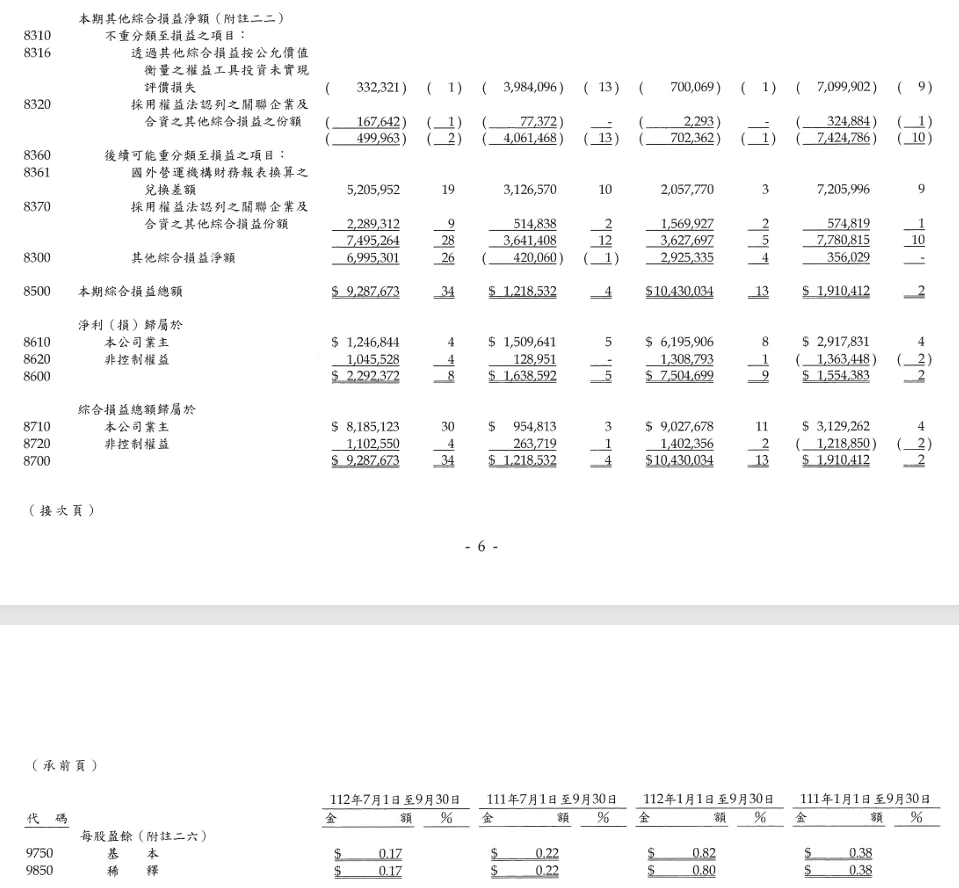 本期其他綜合損益淨額（附註二二）
8310 不重分類至損益之項目：
8316 透過其他綜合損益按公允價值
衡量之權益工具投資未實現
評價損失 ( 332,321) ( 1) ( 3,984,096) ( 13) ( 700,069) ( 1) ( 7,099,902) ( 9)
8320 採用權益法認列之關聯企業及
合資之其他綜合損益之份額 ( 167,642) ( 1) ( 77,372) - ( 2,293) - ( 324,884) ( 1)
( 499,963) ( 2) ( 4,061,468) ( 13) ( 702,362) ( 1) ( 7,424,786) ( 10)
8360 後續可能重分類至損益之項目：
8361 國外營運機構財務報表換算之
兌換差額 5,205,952 19 3,126,570 10 2,057,770 3 7,205,996 9
8370 採用權益法認列之關聯企業及
合資之其他綜合損益份額 2,289,312 9 514,838 2 1,569,927 2 574,819 1
7,495,264 28 3,641,408 12 3,627,697 5 7,780,815 10
8300 其他綜合損益淨額 6,995,301 26 ( 420,060) ( 1) 2,925,335 4 356,029 -
8500 本期綜合損益總額 $ 9,287,673 34 $ 1,218,532 4 $10,430,034 13 $ 1,910,412 2
淨利（損）歸屬於
8610 本公司業主 $ 1,246,844 4 $ 1,509,641 5 $ 6,195,906 8 $ 2,917,831 4
8620 非控制權益 1,045,528 4 128,951 - 1,308,793 1 ( 1,363,448) ( 2)
8600 $ 2,292,372 8 $ 1,638,592 5 $ 7,504,699 9 $ 1,554,383 2
綜合損益總額歸屬於
8710 本公司業主 $ 8,185,123 30 $ 954,813 3 $ 9,027,678 11 $ 3,129,262 4
8720 非控制權益 1,102,550 4 263,719 1 1,402,356 2 ( 1,218,850) ( 2)
8700 $ 9,287,673 34 $ 1,218,532 4 $10,430,034 13 $ 1,910,412 2
（接次頁）
- 6 -
（承前頁）
112年7月1日至9月30日 111年7月1日至9月30日 112年1月1日至9月30日 111年1月1日至9月30日
代碼 金額 % 金額 % 金額 % 金額 %
每股盈餘（附註二六）
9750 基本 $ 0.17 $ 0.22 $ 0.82 $ 0.38
9850 稀釋 $ 0.17 $ 0.22 $ 0.80 $ 0.38